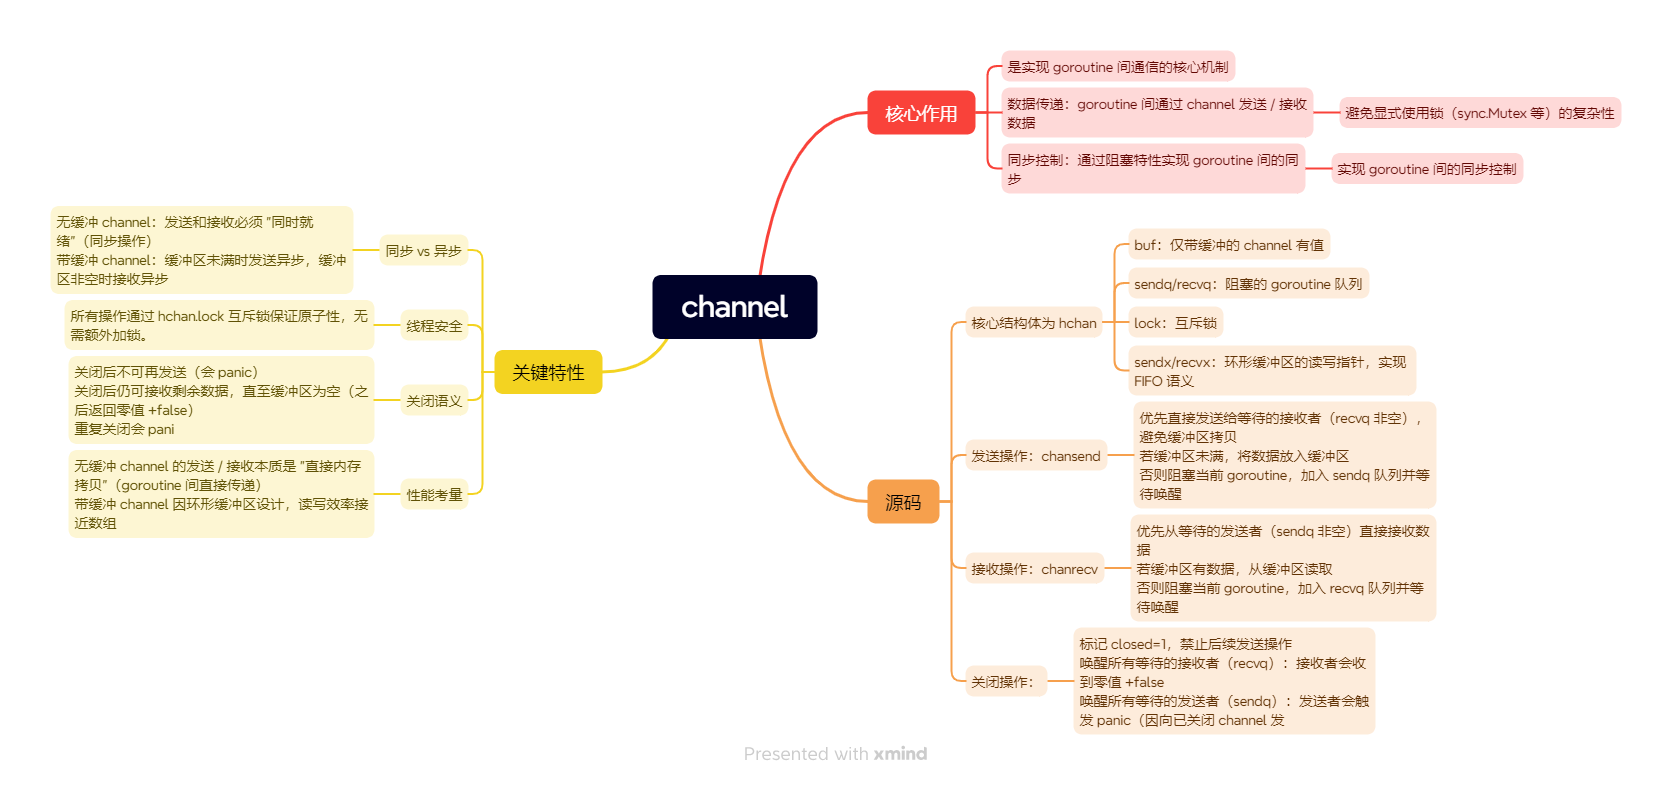 channel
核心作用
是实现 goroutine 间通信的核心机制
数据传递：goroutine 间通过 channel 发送 / 接收
数据
避免显式使用锁（sync.Mutex 等）的复杂性
同步控制：通过阻塞特性实现 goroutine 间的同
步
实现 goroutine 间的同步控制
源码
核心结构体为 hchan
buf：仅带缓冲的 channel 有值
sendq/recvq：阻塞的 goroutine 队列
lock：互斥锁
sendx/recvx：环形缓冲区的读写指针，实现
FIFO 语义
发送操作：chansend
优先直接发送给等待的接收者（recvq 非空），
避免缓冲区拷贝
若缓冲区未满，将数据放入缓冲区
否则阻塞当前 goroutine，加入 sendq 队列并等
待唤醒
接收操作：chanrecv
优先从等待的发送者（sendq 非空）直接接收数
据
若缓冲区有数据，从缓冲区读取
否则阻塞当前 goroutine，加入 recvq 队列并等
待唤醒
关闭操作：
标记 closed=1，禁止后续发送操作
唤醒所有等待的接收者（recvq）：接收者会收
到零值 +false
唤醒所有等待的发送者（sendq）：发送者会触
发 panic（因向已关闭 channel 发
关键特性
同步 vs 异步
无缓冲 channel：发送和接收必须 "同时就
绪"（同步操作）
带缓冲 channel：缓冲区未满时发送异步，缓冲
区非空时接收异步
线程安全
所有操作通过 hchan.lock 互斥锁保证原子性，无
需额外加锁。
关闭语义
关闭后不可再发送（会 panic）
关闭后仍可接收剩余数据，直至缓冲区为空（之
后返回零值 +false）
重复关闭会 pani
性能考量
无缓冲 channel 的发送 / 接收本质是 "直接内存
拷贝"（goroutine 间直接传递）
带缓冲 channel 因环形缓冲区设计，读写效率接
近数组
Presented with xmind